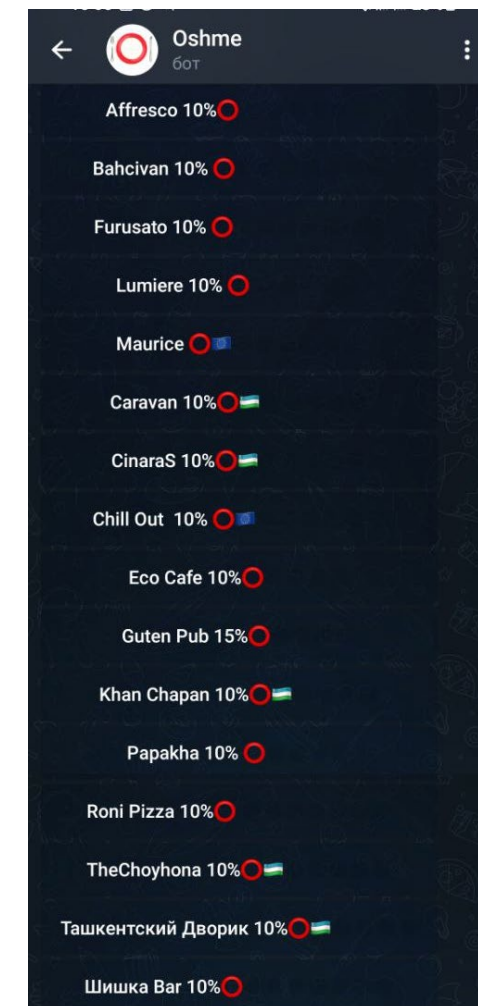 Oshme
бот
Affresco 10%⭕
Bahcivan 10% ⭕
Furusato 10% ⭕
Lumiere 10% ⭕
Maurice ⭕🇪🇺
Caravan 10%⭕🇺🇿
CinaraS 10%⭕🇺🇿
Chill Out  10% ⭕🇪🇺
Eco Cafe 10%⭕
Guten Pub 15%⭕
Khan Chapan 10%⭕🇺🇿
Papakha 10% ⭕
Roni Pizza 10%⭕
TheChoyhona 10%⭕🇺🇿
Ташкентский Дворик 10%⭕🇺🇿
Шишка Bar 10%⭕